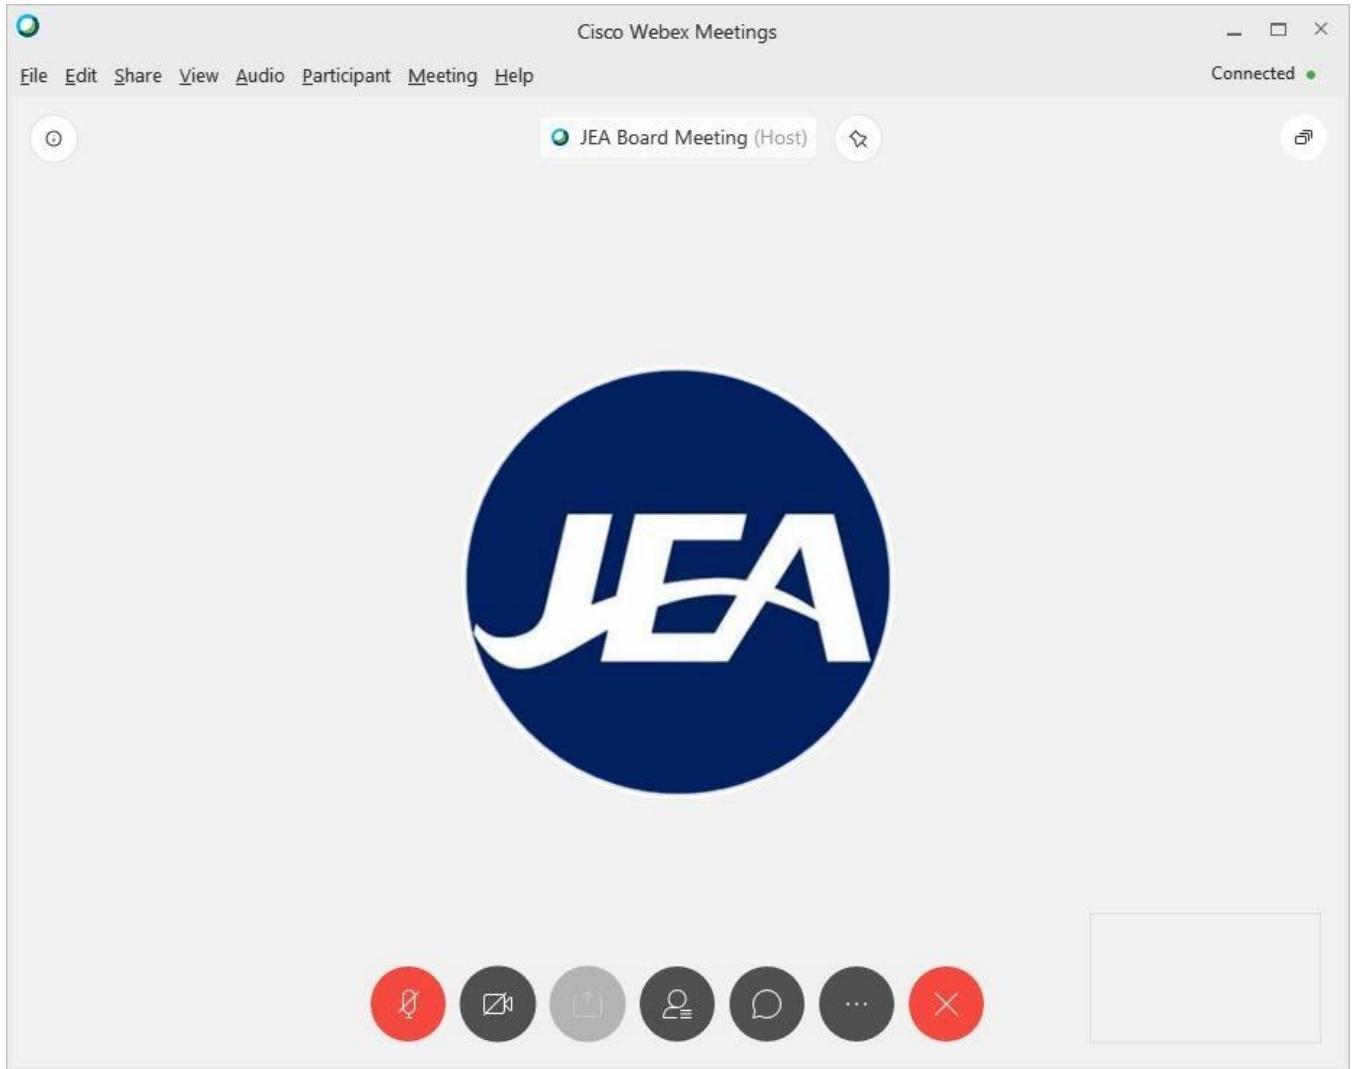 Cisco Webex Meetings
File Edit Share View Audio Participant Meeting Help
Connected
JEA Board Meeting (Host)
JEA